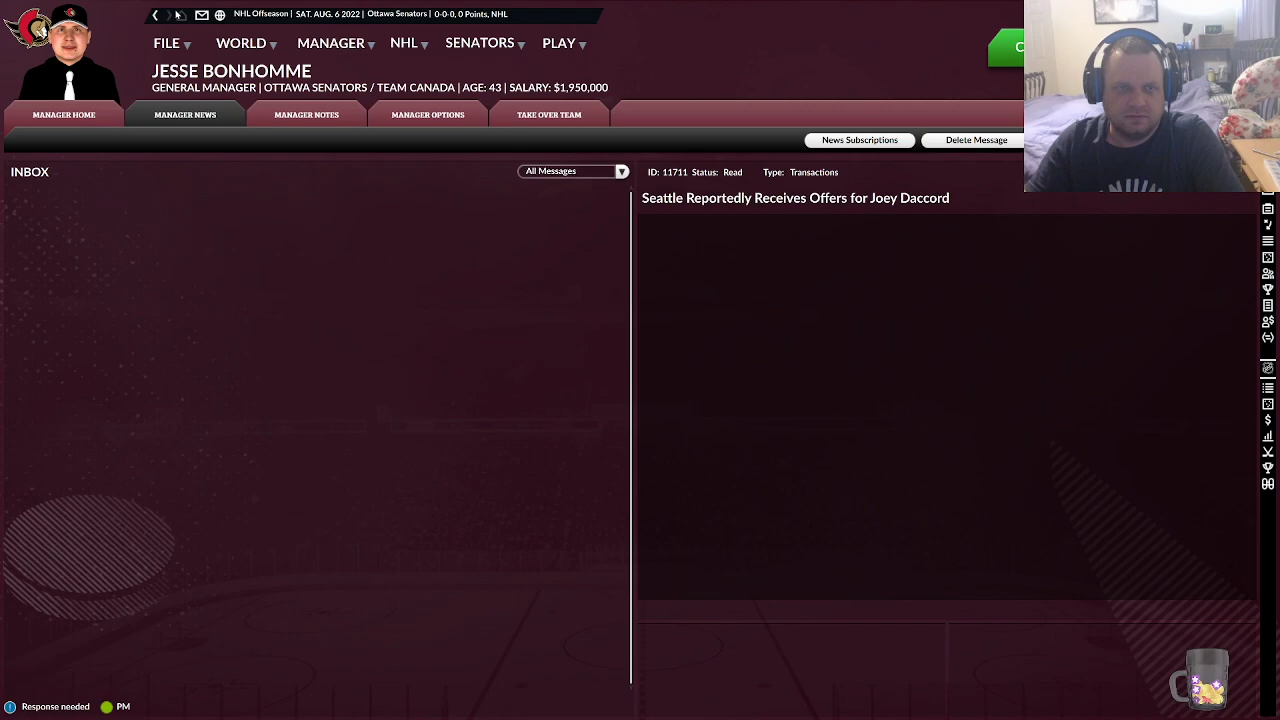 NHL Offseason | SAT. AUG. 6 2022 | Ottawa Senators | 0-0-0, 0 Points, NHL
FILE WORLD MANAGER NHL SENATORS PLAY
JESSE BONHOMME
GENERAL MANAGER | OTTAWA SENATORS / TEAM CANADA | AGE: 43 | SALARY: $1,950,000
MANAGER HOME MANAGER NEWS MANAGER NOTES MANAGER OPTIONS TAKE OVER TEAM
News Subscriptions Delete Message
INBOX All Messages ID: 11711 Status: Read Type: Transactions
Seattle Reportedly Receives Offers for Joey Daccord
Response needed PM